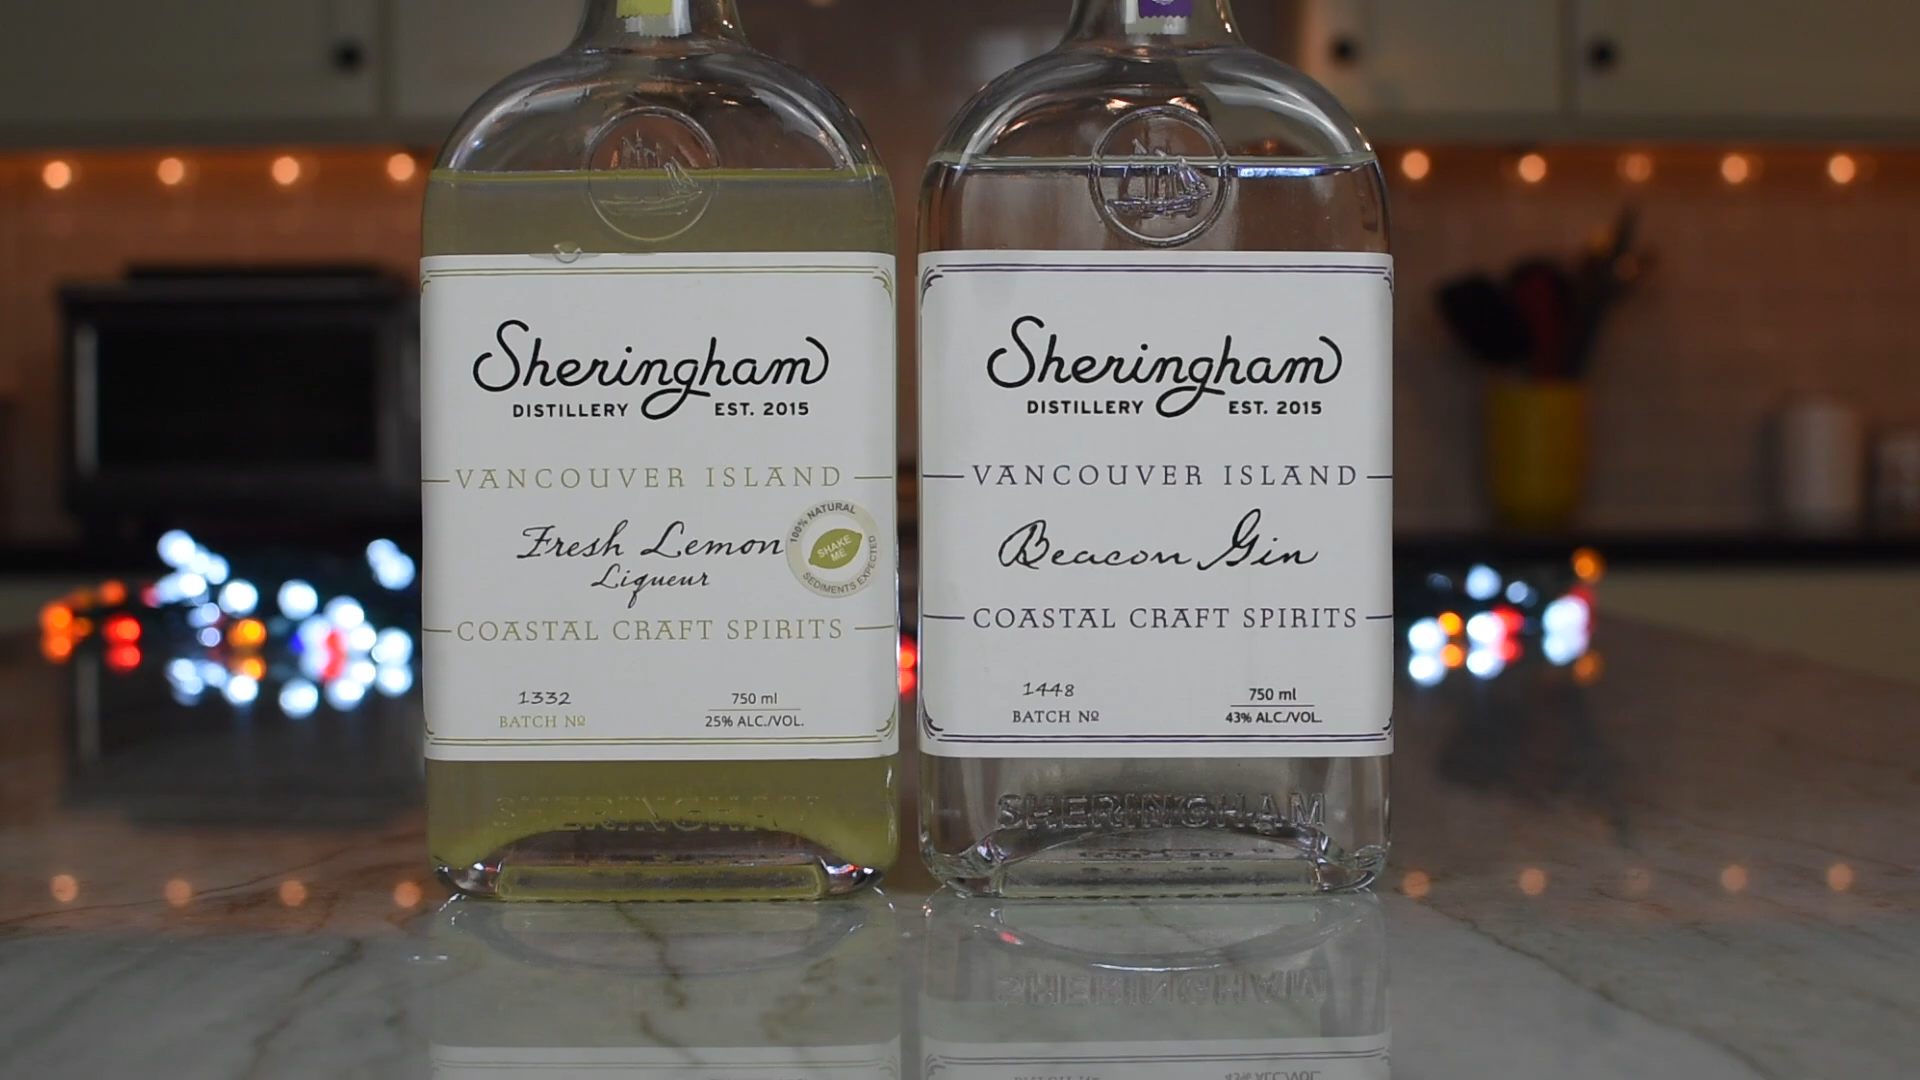 Sheringham
DISTILLERY EST. 2015
VANCOUVER ISLAND
Fresh Lemon
Liqueur
100% NATURAL
SHAKE
ME
SEDIMENTS EXPECTED
COASTAL CRAFT SPIRITS
1332
BATCH Nº
750 ml
25% ALC./VOL.
SHERINGHAM
Sheringham
DISTILLERY EST. 2015
VANCOUVER ISLAND
Beacon Gin
COASTAL CRAFT SPIRITS
1448
BATCH Nº
750 ml
43% ALC./VOL.
SHERINGHAM